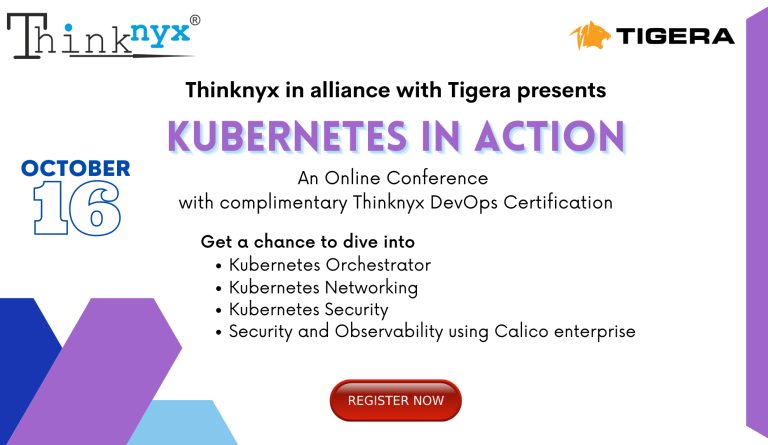 Thinknyx®
TIGERA
Thinknyx in alliance with Tigera presents
KUBERNETES IN ACTION
OCTOBER
16
An Online Conference
with complimentary Thinknyx DevOps Certification
Get a chance to dive into
• Kubernetes Orchestrator
• Kubernetes Networking
• Kubernetes Security
• Security and Observability using Calico enterprise
REGISTER NOW